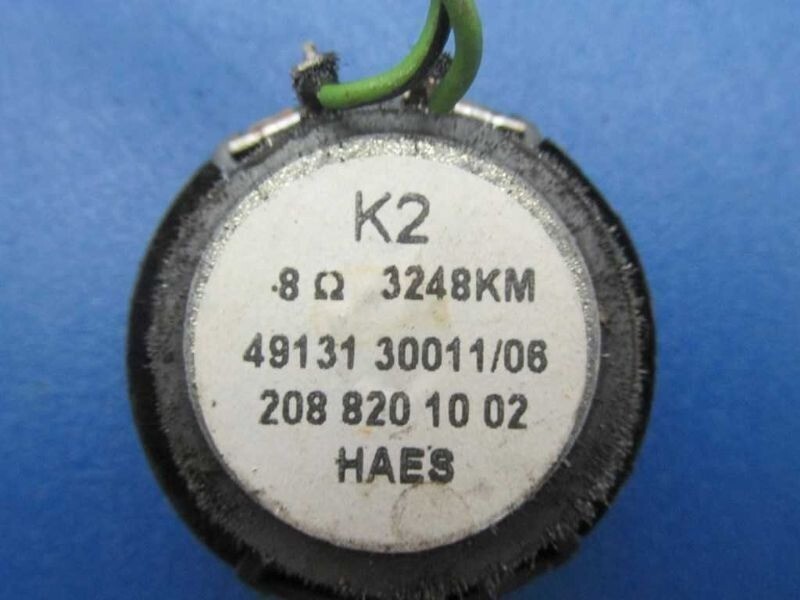 K2
.8 Ω 3248KM
49131 30011/06
208 820 10 02
HAES